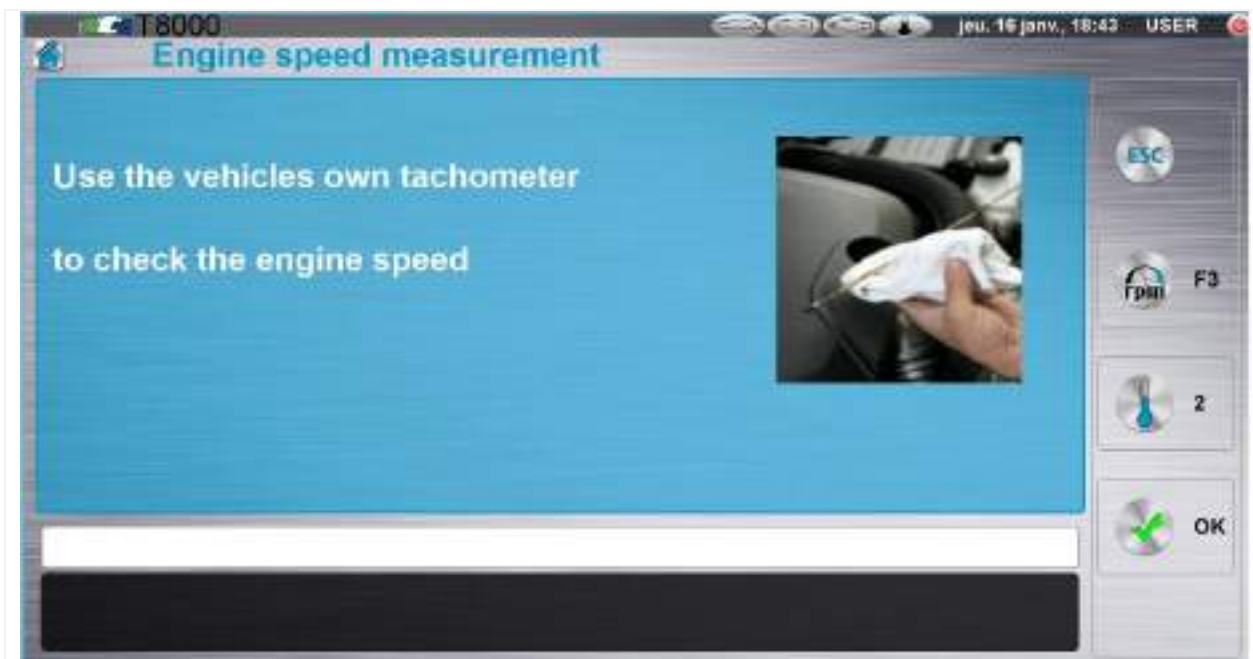 T8000
jeu. 16 janv., 18:43 USER
Engine speed measurement
Use the vehicles own tachometer
to check the engine speed
ESC
rpm F3
2
OK